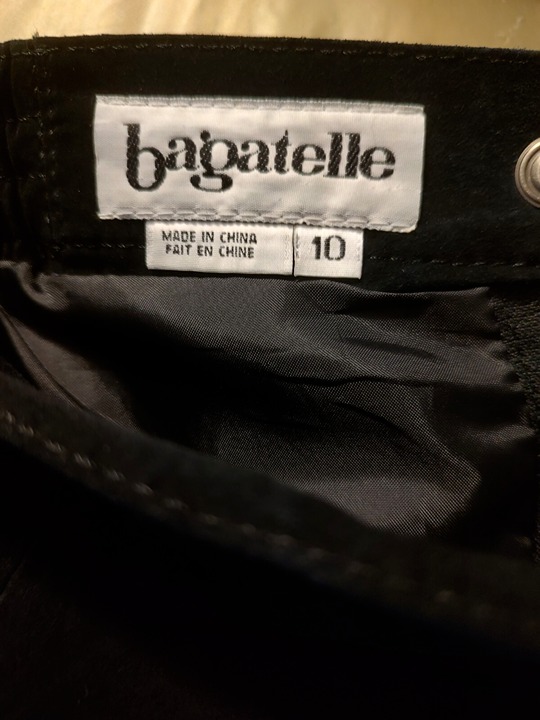 bagatelle
MADE IN CHINA
FAIT EN CHINE
10